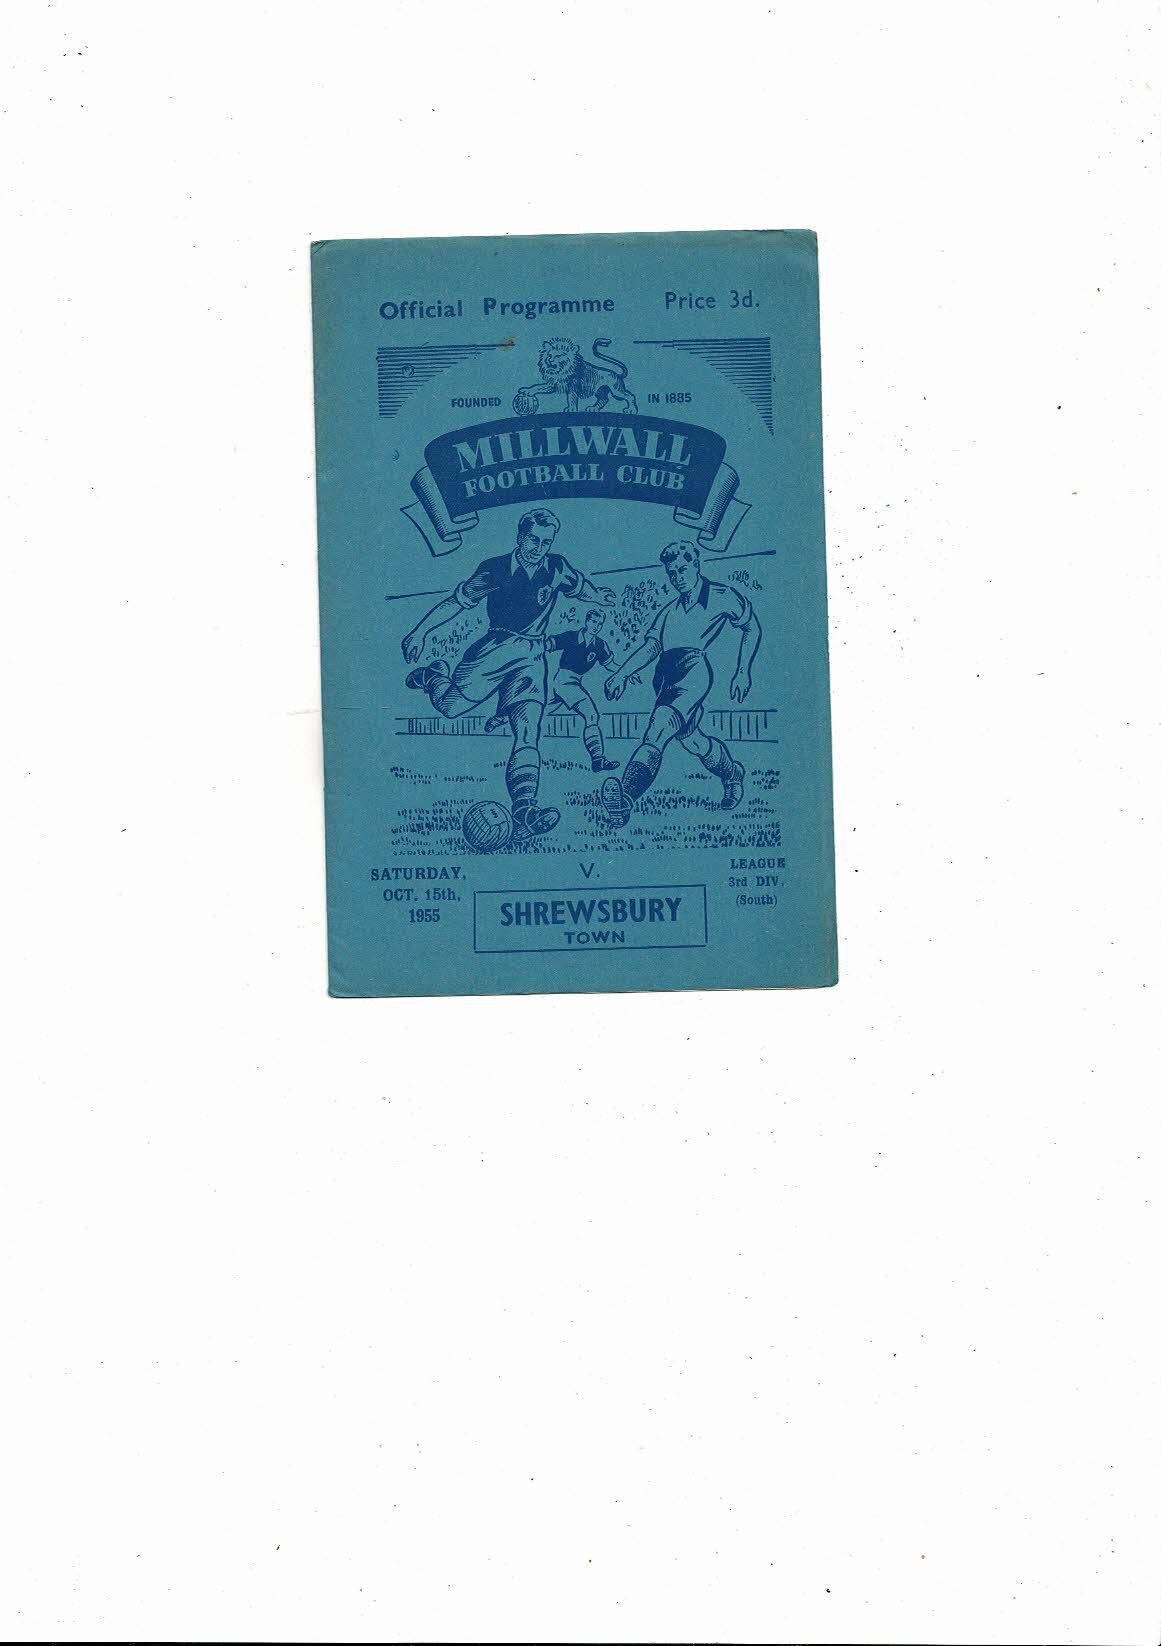 Official Programme Price 3d.
FOUNDED IN 1885
MILLWALL
FOOTBALL CLUB
SATURDAY,
OCT. 15th,
1955
V.
SHREWSBURY
TOWN
LEAGUE
3rd DIV.
(South)